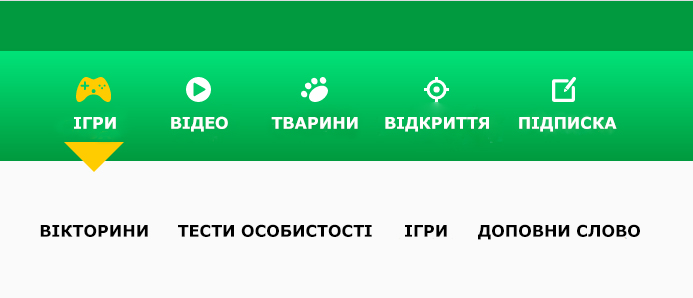 ІГРИ ВІДЕО ТВАРИНИ ВІДКРИТТЯ ПІДПИСКА
ВІКТОРИНИ ТЕСТИ ОСОБИСТОСТІ ІГРИ ДОПОВНИ СЛОВО